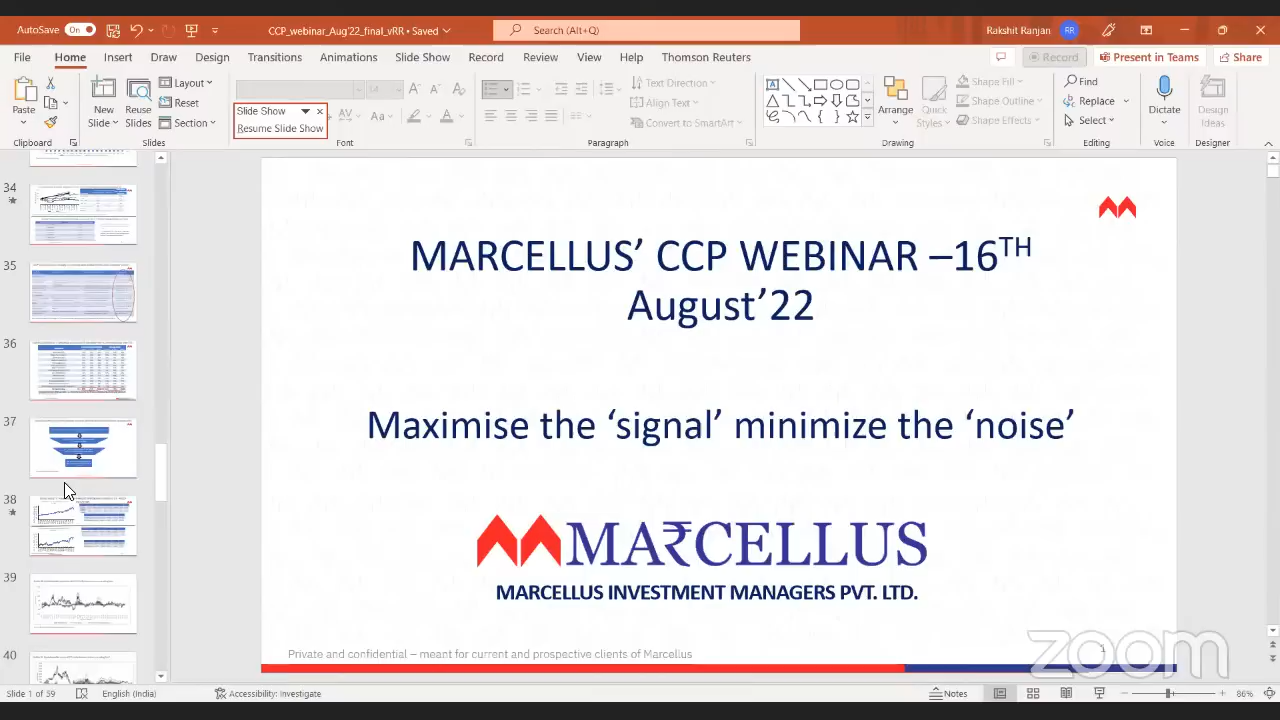 AutoSave On
CCP_webinar_Aug'22_final_vRR • Saved
Search (Alt+Q)
Rakshit Ranjan RR
File Home Insert Draw Design Transitions Animations Slide Show Record Review View Help Thomson Reuters
Record Present in Teams Share
Paste
New
Slide
Reuse
Slides
Layout
Reset
Section
Slide Show
Resume Slide Show
Text Direction
Align Text
Convert to SmartArt
Arrange
Quick
Styles
Shape Fill
Shape Outline
Shape Effects
Find
Replace
Select
Dictate
Design
Ideas
Clipboard Slides Font Paragraph Drawing Editing Voice Designer
34
35
36
37
38
39
40
MARCELLUS’ CCP WEBINAR –16TH
August’22
Maximise the ‘signal’ minimize the ‘noise’
MA₹CELLUS
MARCELLUS INVESTMENT MANAGERS PVT. LTD.
Private and confidential – meant for current and prospective clients of Marcellus
1
zoom
Slide 1 of 59 English (India) Accessibility: Investigate Notes 86%